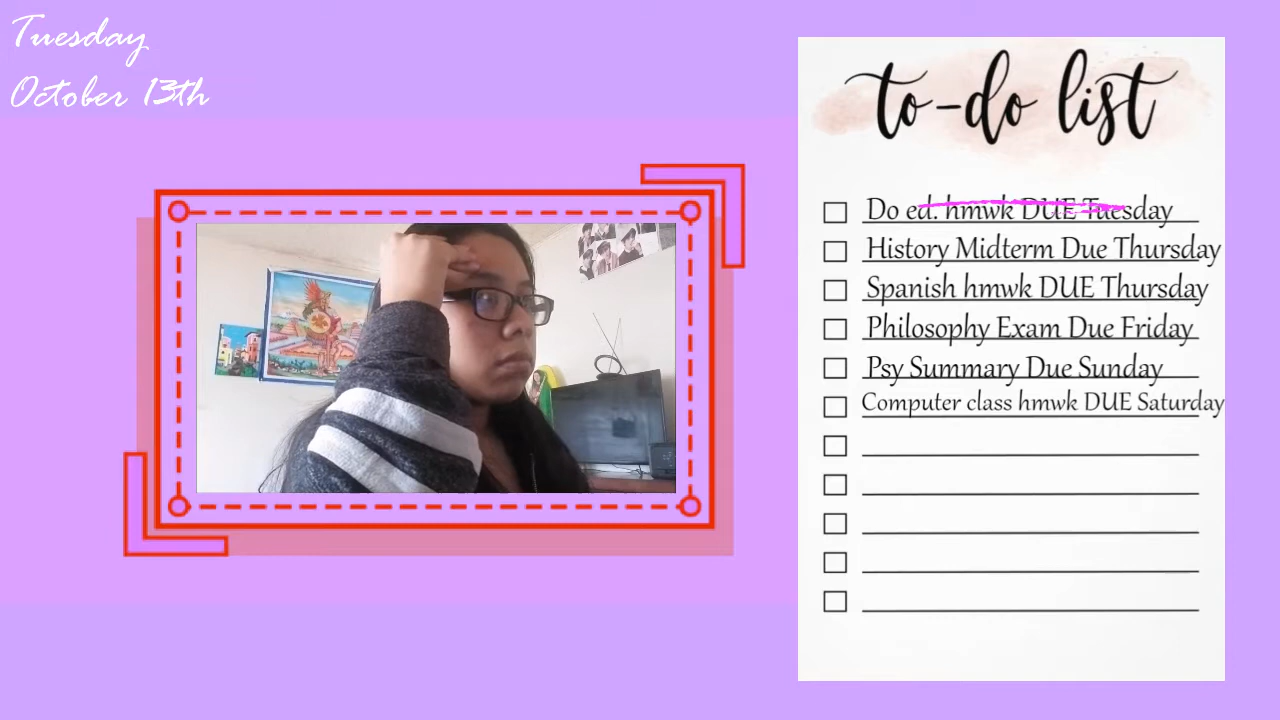 Tuesday
October 13th
to-do list
Do ed. hmwk DUE Tuesday
History Midterm Due Thursday
Spanish hmwk DUE Thursday
Philosophy Exam Due Friday
Psy Summary Due Sunday
Computer class hmwk DUE Saturday